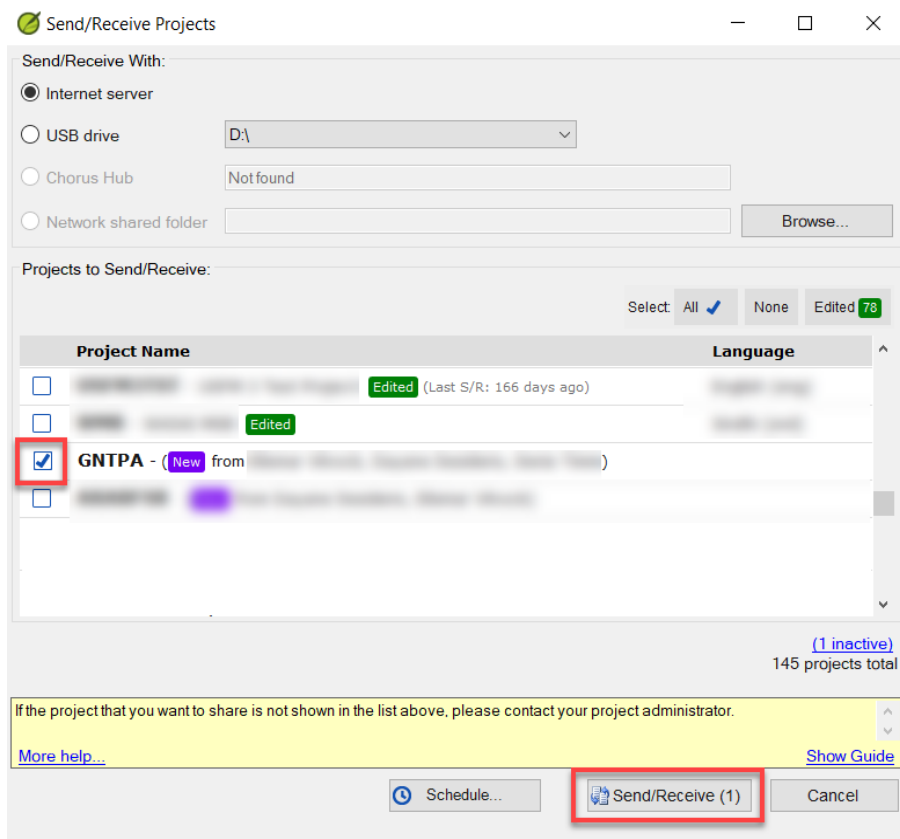 Send/Receive Projects
Send/Receive With:
Internet server
USB drive D:\
Chorus Hub Not found
Network shared folder Browse...
Projects to Send/Receive:
Select: All None Edited 78
Project Name Language
Edited (Last S/R: 166 days ago)
Edited
GNTPA - (New from )
(1 inactive)
145 projects total
If the project that you want to share is not shown in the list above, please contact your project administrator.
More help... Show Guide
Schedule... Send/Receive (1) Cancel